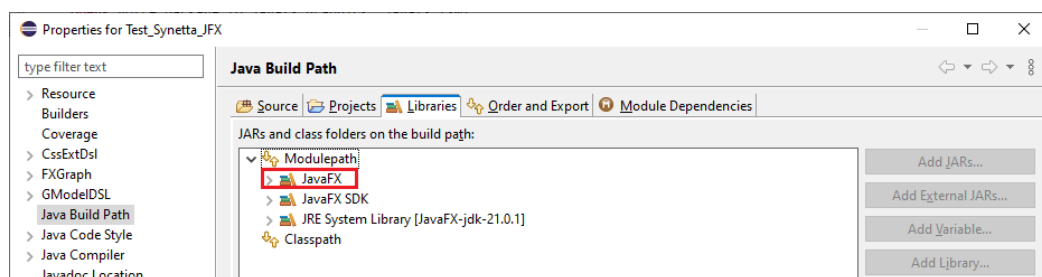 Properties for Test_Synetta_JFX
type filter text
Java Build Path
Resource
Builders
Coverage
CssExtDsl
FXGraph
GModelDSL
Java Build Path
Java Code Style
Java Compiler
Javadoc Location
Source Projects Libraries Order and Export Module Dependencies
JARs and class folders on the build path:
Modulepath
JavaFX
JavaFX SDK
JRE System Library [JavaFX-jdk-21.0.1]
Classpath
Add JARs...
Add External JARs...
Add Variable...
Add Library...